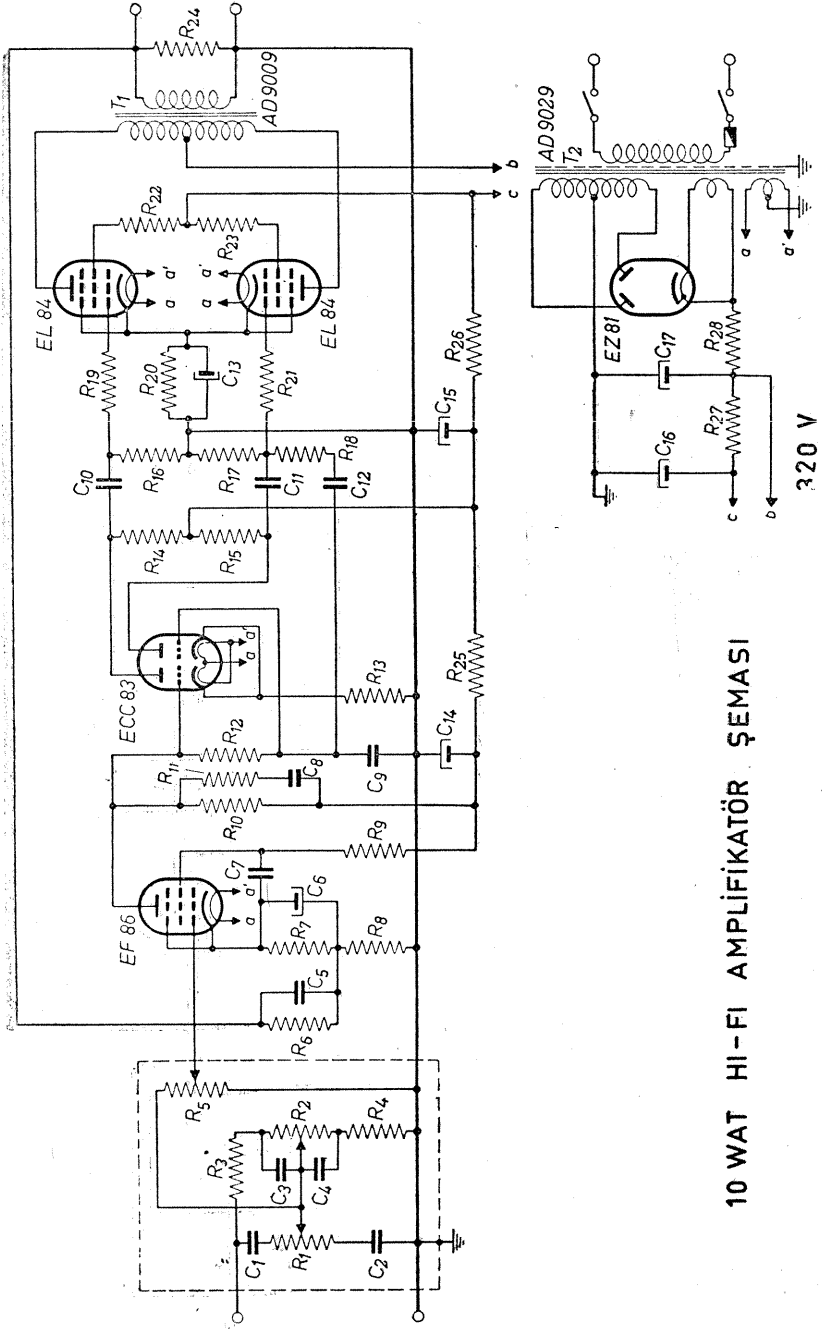 R24
T1
AD9009
R22
R23
EL 84
a'
a
a'
a
EL 84
R19
R20
C13
R21
C10
R16
R17
C11
R18
C12
R14
R15
ECC 83
a'
a
R13
R12
R11
C8
R10
C9
C14
R25
C15
R26
b
c
EF 86
a'
a
C7
C6
R9
R7
R8
C5
R6
R5
R3
R2
R4
C3
C4
C1
R1
C2
AD9029
T2
EZ 81
a
a'
C17
R28
C16
R27
c
b
320 V
10 WAT HI-FI AMPLİFİKATÖR ŞEMASI